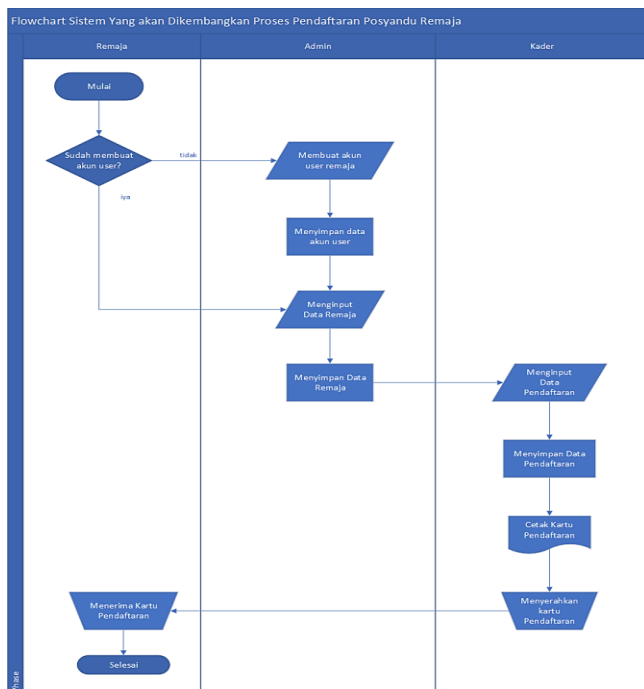 Flowchart Sistem Yang akan Dikembangkan Proses Pendaftaran Posyandu Remaja
Remaja
Admin
Kader
Mulai
Sudah membuat
akun user?
tidak
iya
Membuat akun
user remaja
Menyimpan data
akun user
Menginput
Data Remaja
Menyimpan Data
Remaja
Menginput
Data
Pendaftaran
Menyimpan Data
Pendaftaran
Cetak Kartu
Pendaftaran
Menyerahkan
kartu
Pendaftaran
Menerima Kartu
Pendaftaran
Selesai
Phase